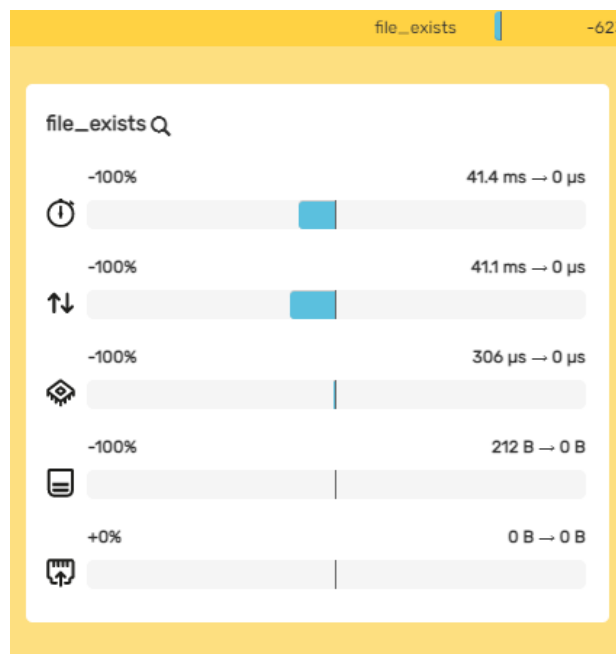 file_exists -62
file_exists
-100% 41.4 ms → 0 µs
-100% 41.1 ms → 0 µs
-100% 306 µs → 0 µs
-100% 212 B → 0 B
+0% 0 B → 0 B